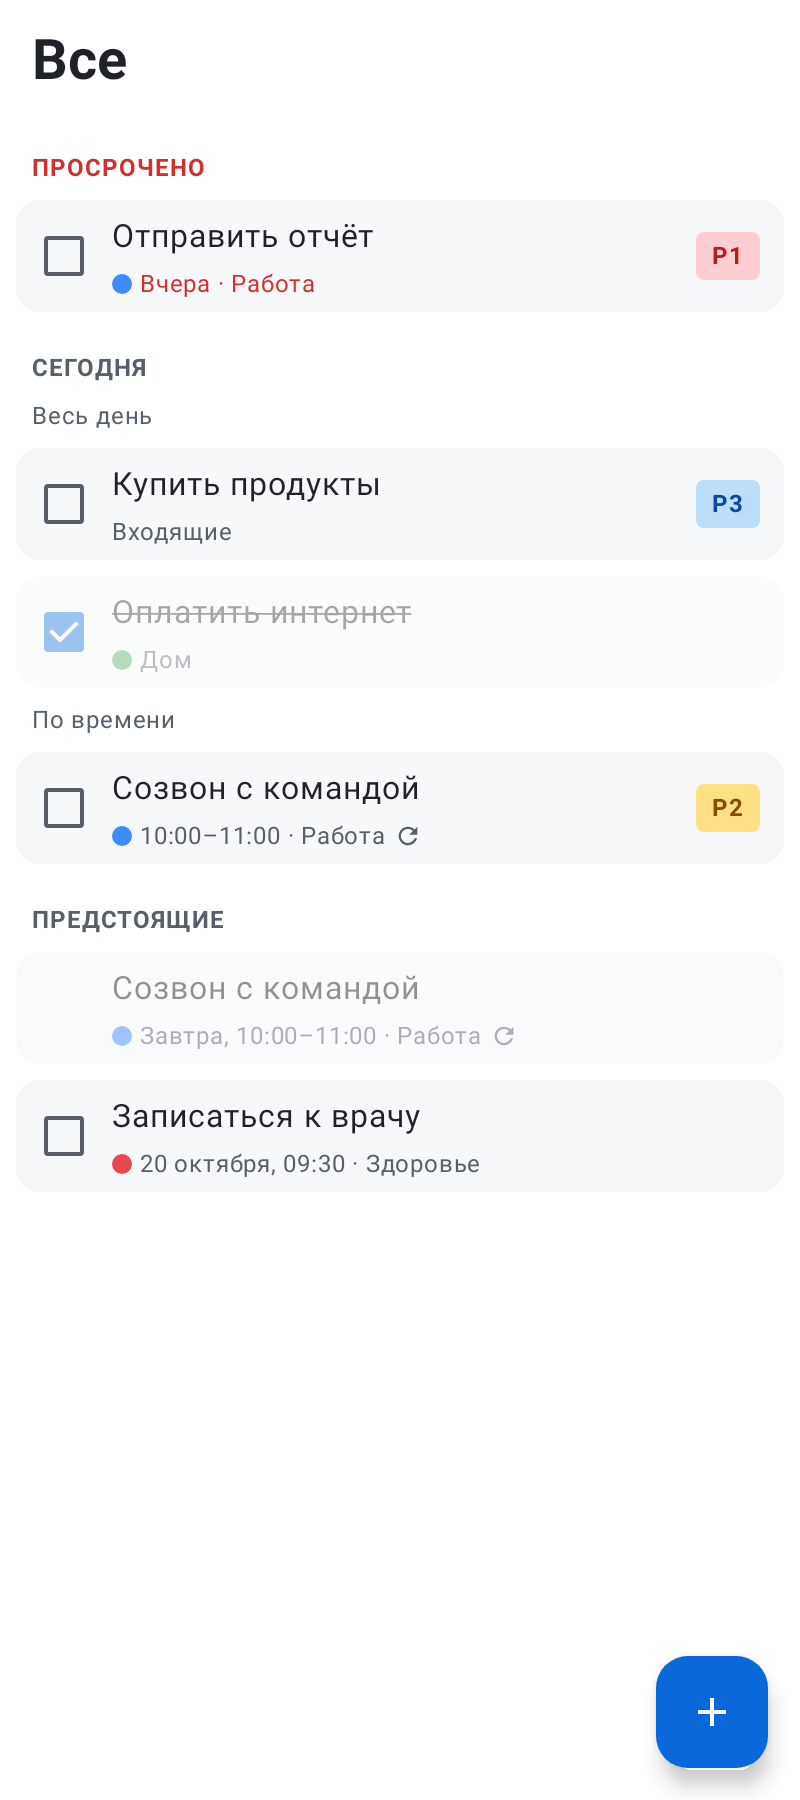 Все
ПРОСРОЧЕНО
Отправить отчёт
P1
Вчера · Работа
СЕГОДНЯ
Весь день
Купить продукты
P3
Входящие
Оплатить интернет
Дом
По времени
Созвон с командой
P2
10:00–11:00 · Работа
ПРЕДСТОЯЩИЕ
Созвон с командой
Завтра, 10:00–11:00 · Работа
Записаться к врачу
20 октября, 09:30 · Здоровье